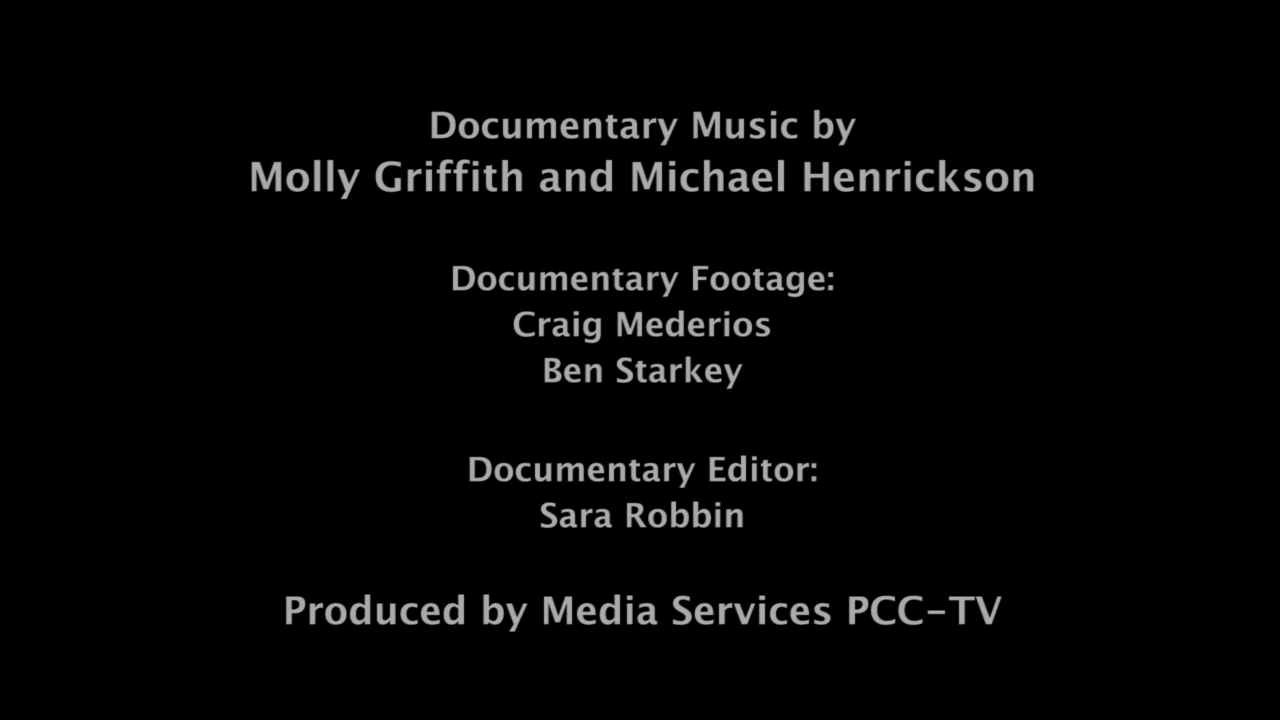 Documentary Music by
Molly Griffith and Michael Henrickson
Documentary Footage:
Craig Mederios
Ben Starkey
Documentary Editor:
Sara Robbin
Produced by Media Services PCC-TV